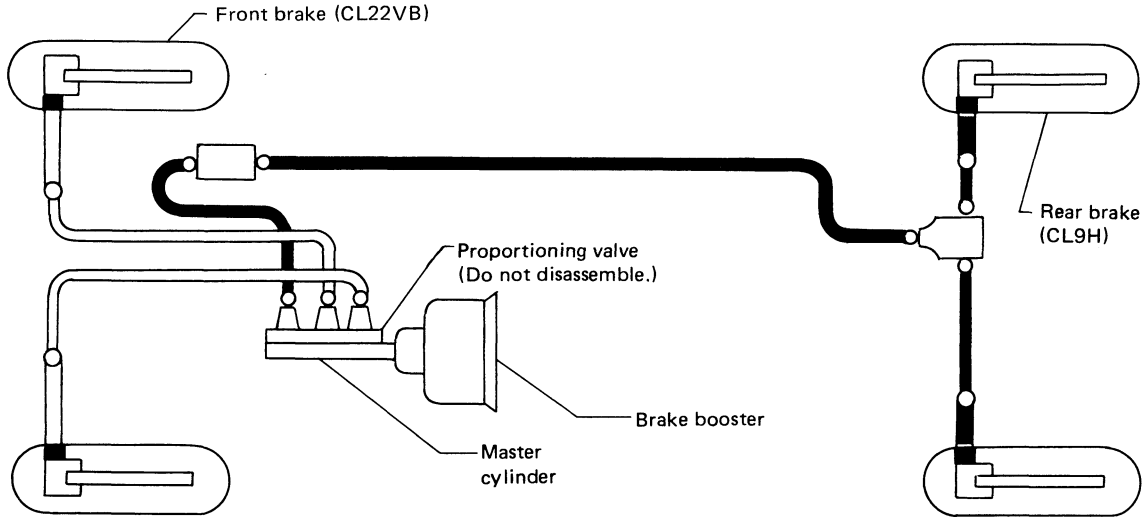 Front brake (CL22VB)
Proportioning valve
(Do not disassemble.)
Rear brake
(CL9H)
Brake booster
Master
cylinder